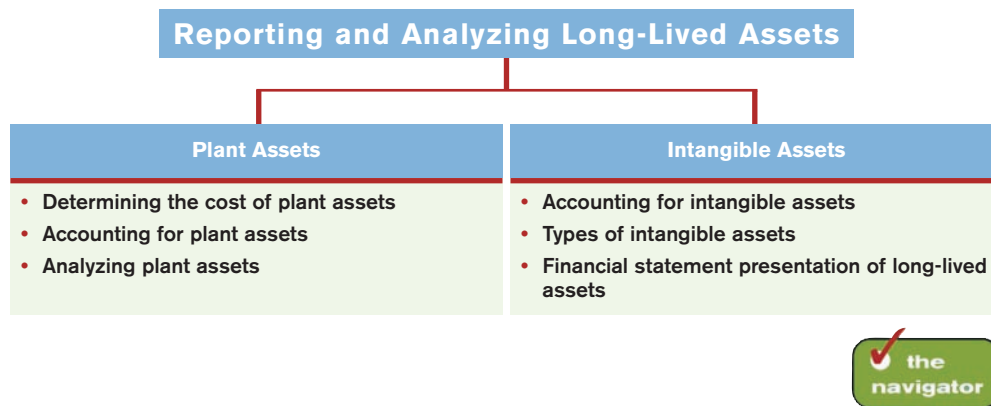 Reporting and Analyzing Long-Lived Assets
Plant Assets
• Determining the cost of plant assets
• Accounting for plant assets
• Analyzing plant assets
Intangible Assets
• Accounting for intangible assets
• Types of intangible assets
• Financial statement presentation of long-lived
assets
the
navigator